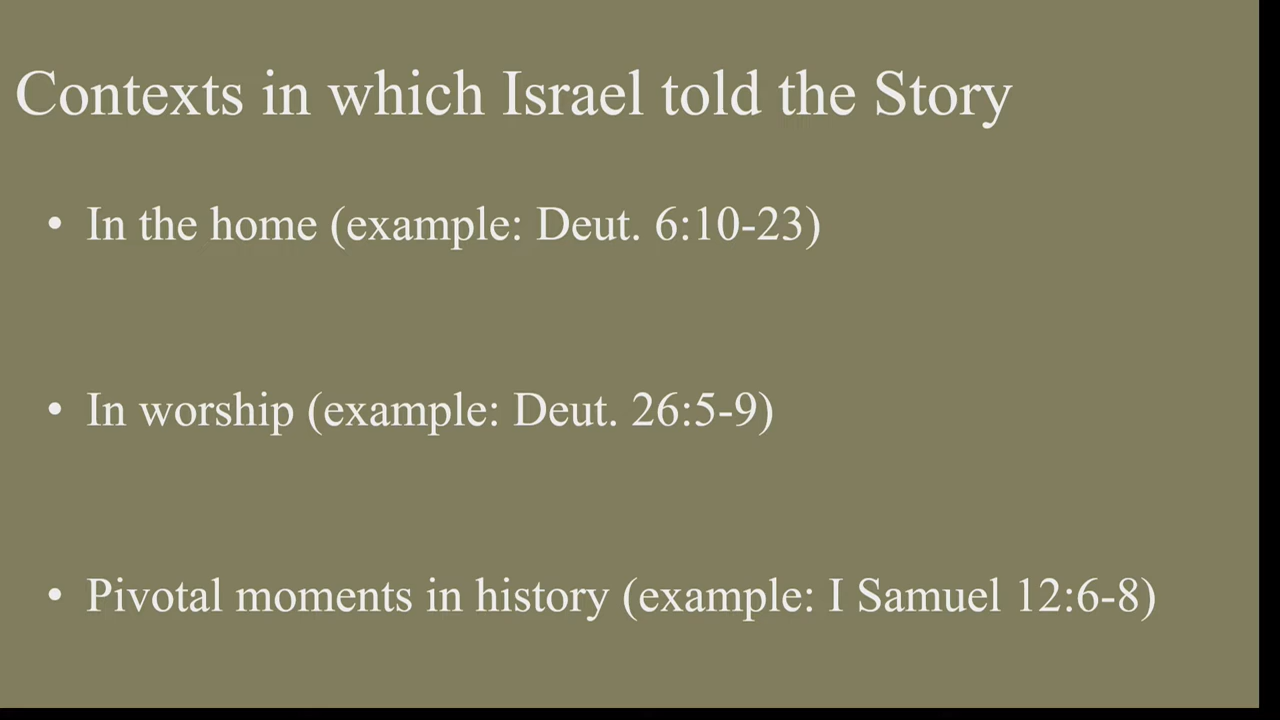 Contexts in which Israel told the Story
• In the home (example: Deut. 6:10-23)
• In worship (example: Deut. 26:5-9)
• Pivotal moments in history (example: I Samuel 12:6-8)